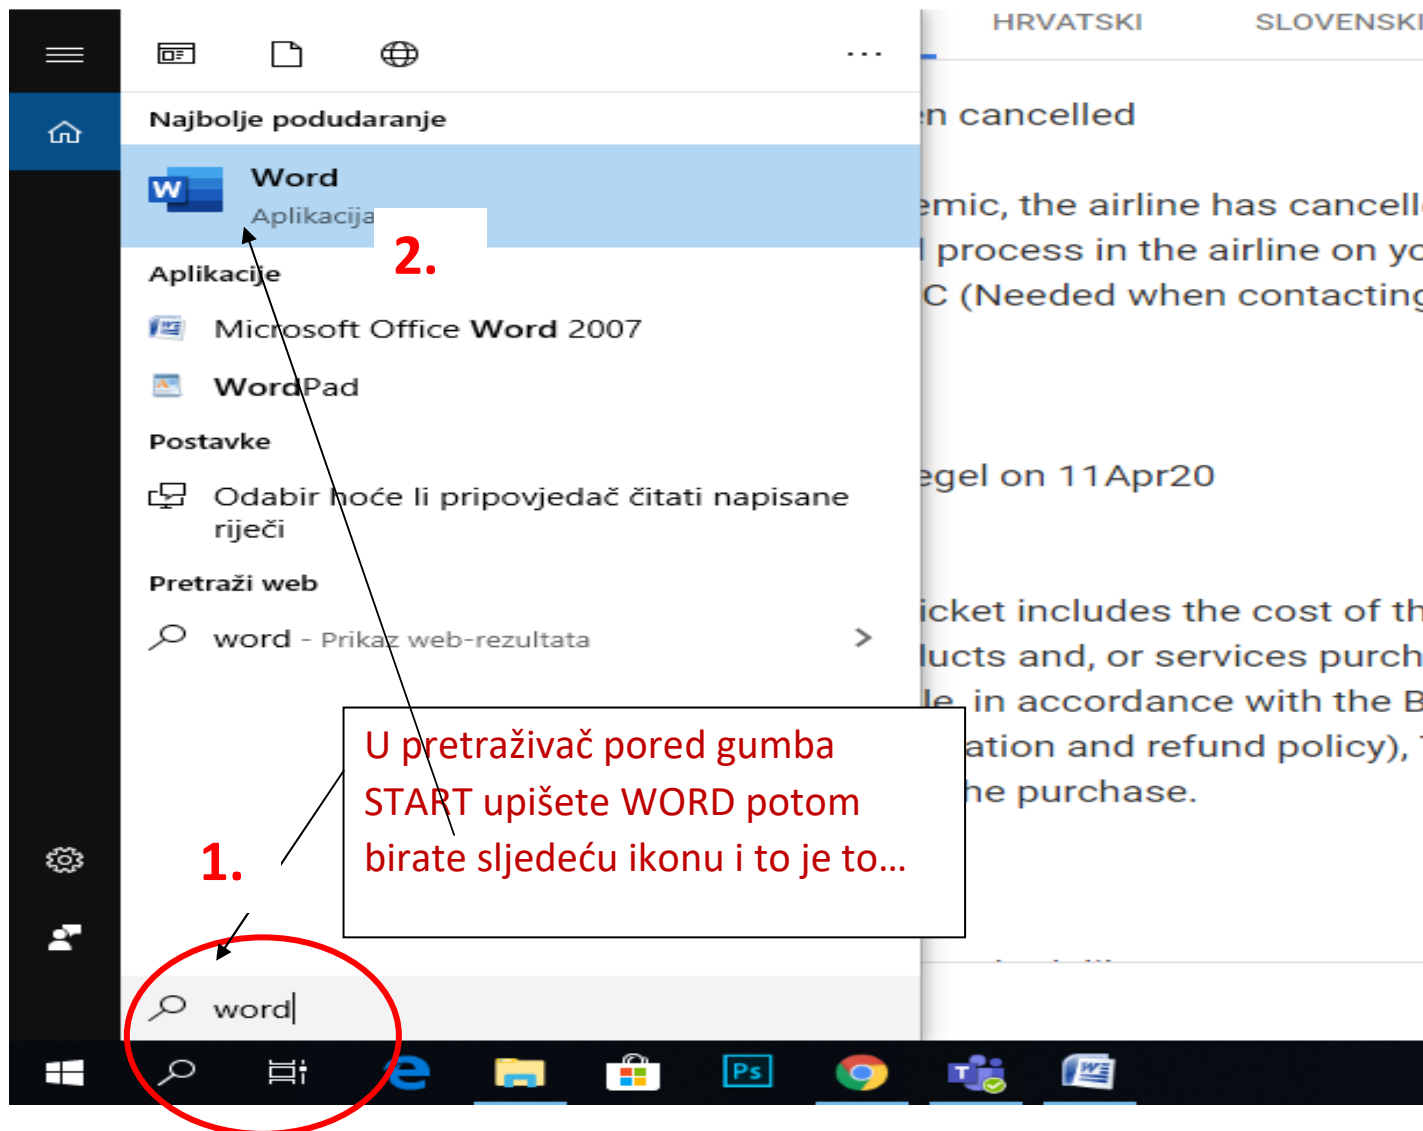 HRVATSKI SLOVENSKI
Najbolje podudaranje
Word
Aplikacija
2.
Aplikacije
Microsoft Office Word 2007
WordPad
Postavke
Odabir hoće li pripovjedač čitati napisane
riječi
Pretraži web
word - Prikaz web-rezultata
U pretraživač pored gumba
START upišete WORD potom
birate sljedeću ikonu i to je to...
1.
word
n cancelled
emic, the airline has cancell
process in the airline on yo
C (Needed when contacting
egel on 11Apr20
icket includes the cost of th
lucts and, or services purch
le, in accordance with the B
ation and refund policy),
he purchase.
W
Ps
T
W